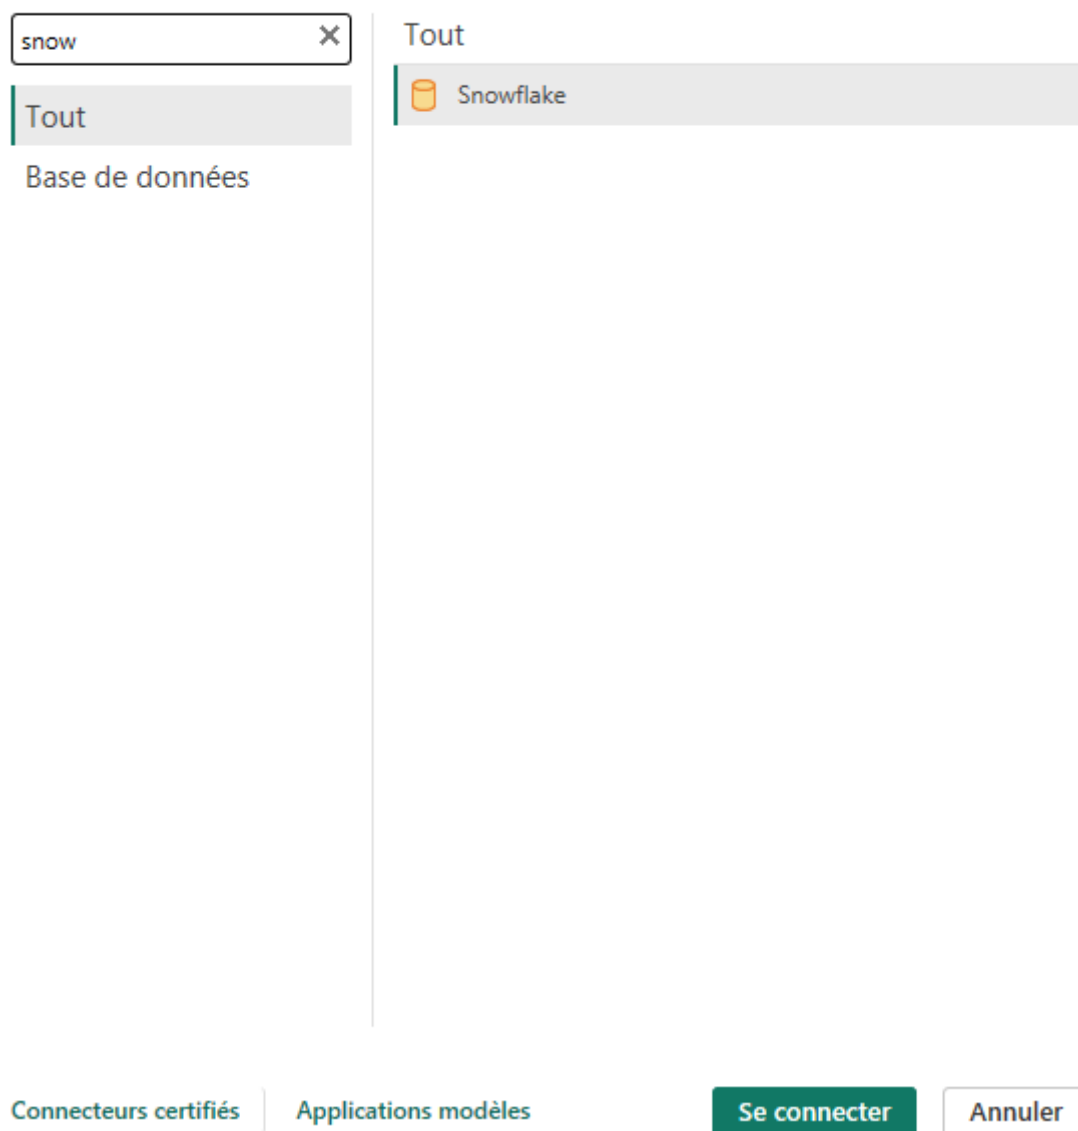 snow
Tout
Base de données
Tout
Snowflake
Connecteurs certifiés
Applications modèles
Se connecter
Annuler